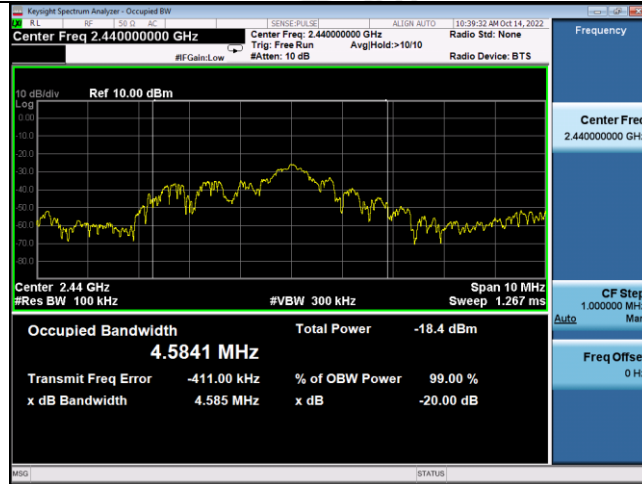 Keysight Spectrum Analyzer - Occupied BW
RL RF 50 Ω AC SENSE:PULSE ALIGN AUTO 10:39:32 AM Oct 14, 2022
Center Freq 2.440000000 GHz Center Freq: 2.440000000 GHz Radio Std: None
Trig: Free Run Avg|Hold:>10/10
#IFGain:Low #Atten: 10 dB Radio Device: BTS
10 dB/div Ref 10.00 dBm
Log
0.00
-10.0
-20.0
-30.0
-40.0
-50.0
-60.0
-70.0
-80.0
Center 2.44 GHz Span 10 MHz
#Res BW 100 kHz #VBW 300 kHz Sweep 1.267 ms
Occupied Bandwidth Total Power -18.4 dBm
4.5841 MHz
Transmit Freq Error -411.00 kHz % of OBW Power 99.00 %
x dB Bandwidth 4.585 MHz x dB -20.00 dB
MSG STATUS
Frequency
Center Freq
2.440000000 GHz
CF Step
1.000000 MHz
Auto Man
Freq Offse
0 Hz